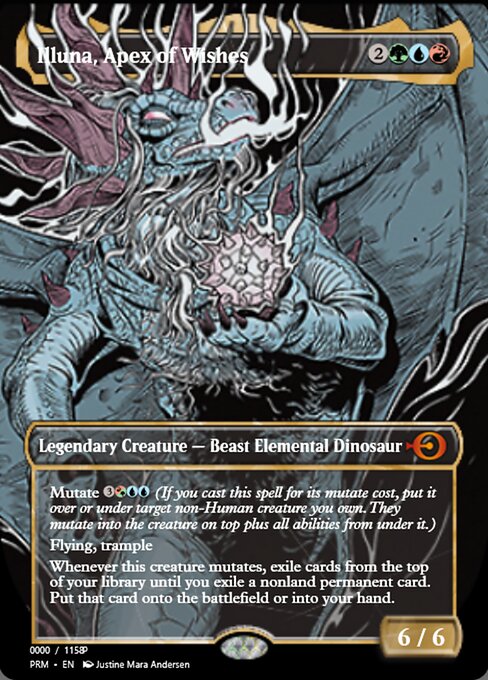 Illuna, Apex of Wishes 2
Legendary Creature — Beast Elemental Dinosaur
Mutate 3 (If you cast this spell for its mutate cost, put it
over or under target non-Human creature you own. They
mutate into the creature on top plus all abilities from under it.)
Flying, trample
Whenever this creature mutates, exile cards from the top
of your library until you exile a nonland permanent card.
Put that card onto the battlefield or into your hand.
6 / 6
0000 / 1158P
PRM • EN Justine Mara Andersen